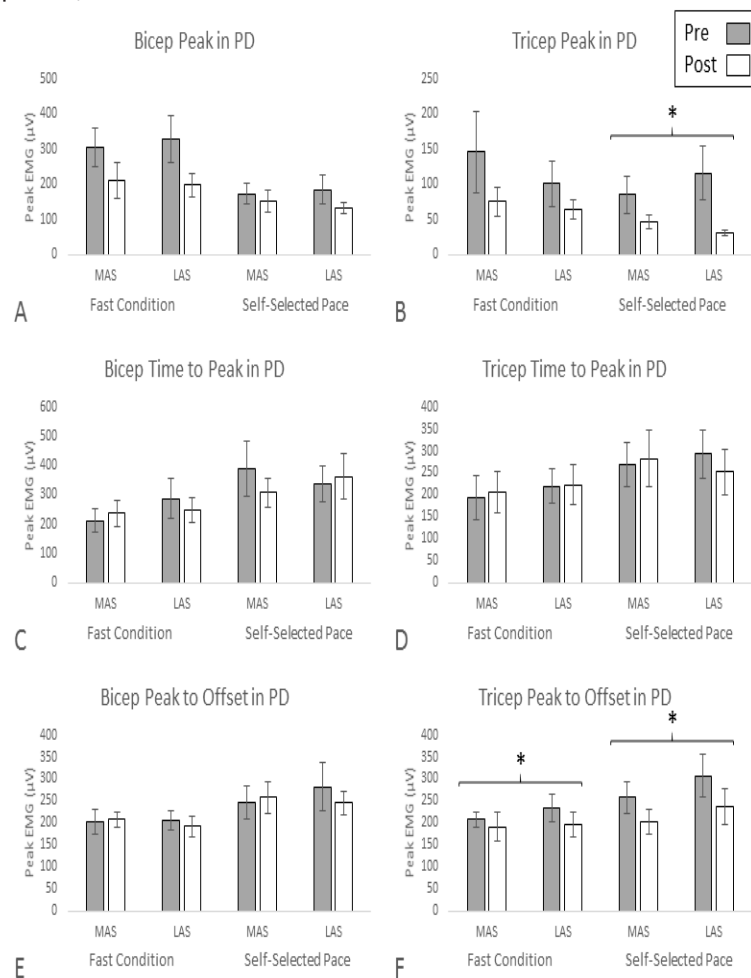 Bicep Peak in PD
Peak EMG (µV)
500
400
300
200
100
0
MAS LAS MAS LAS
Fast Condition Self-Selected Pace
A
Tricep Peak in PD
Pre
Post
Peak EMG (µV)
250
200
150
100
50
0
*
MAS LAS MAS LAS
Fast Condition Self-Selected Pace
B
Bicep Time to Peak in PD
Peak EMG (µV)
600
500
400
300
200
100
0
MAS LAS MAS LAS
Fast Condition Self-Selected Pace
C
Tricep Time to Peak in PD
Peak EMG (µV)
400
350
300
250
200
150
100
50
0
MAS LAS MAS LAS
Fast Condition Self-Selected Pace
D
Bicep Peak to Offset in PD
Peak EMG (µV)
400
350
300
250
200
150
100
50
0
MAS LAS MAS LAS
Fast Condition Self-Selected Pace
E
Tricep Peak to Offset in PD
Peak EMG (µV)
400
350
300
250
200
150
100
50
0
*
*
MAS LAS MAS LAS
Fast Condition Self-Selected Pace
F